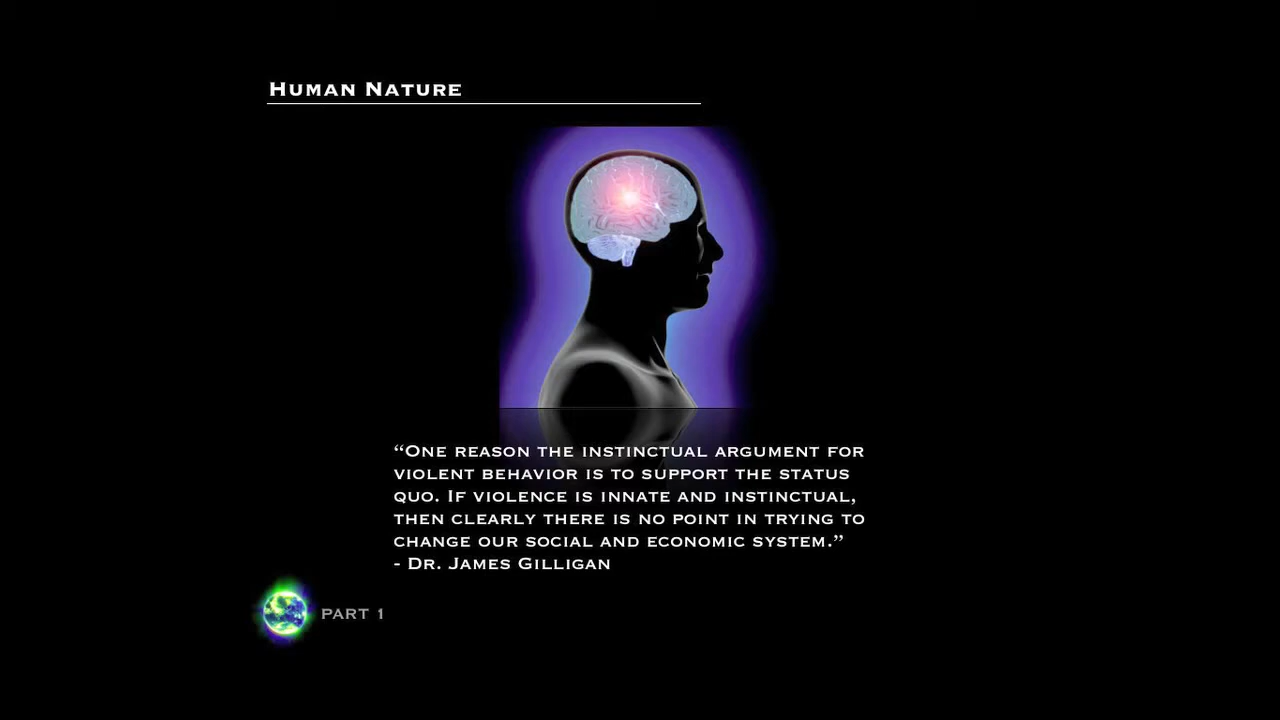 Human Nature
“One reason the instinctual argument for
violent behavior is to support the status
quo. If violence is innate and instinctual,
then clearly there is no point in trying to
change our social and economic system.”
- Dr. James Gilligan
PART 1